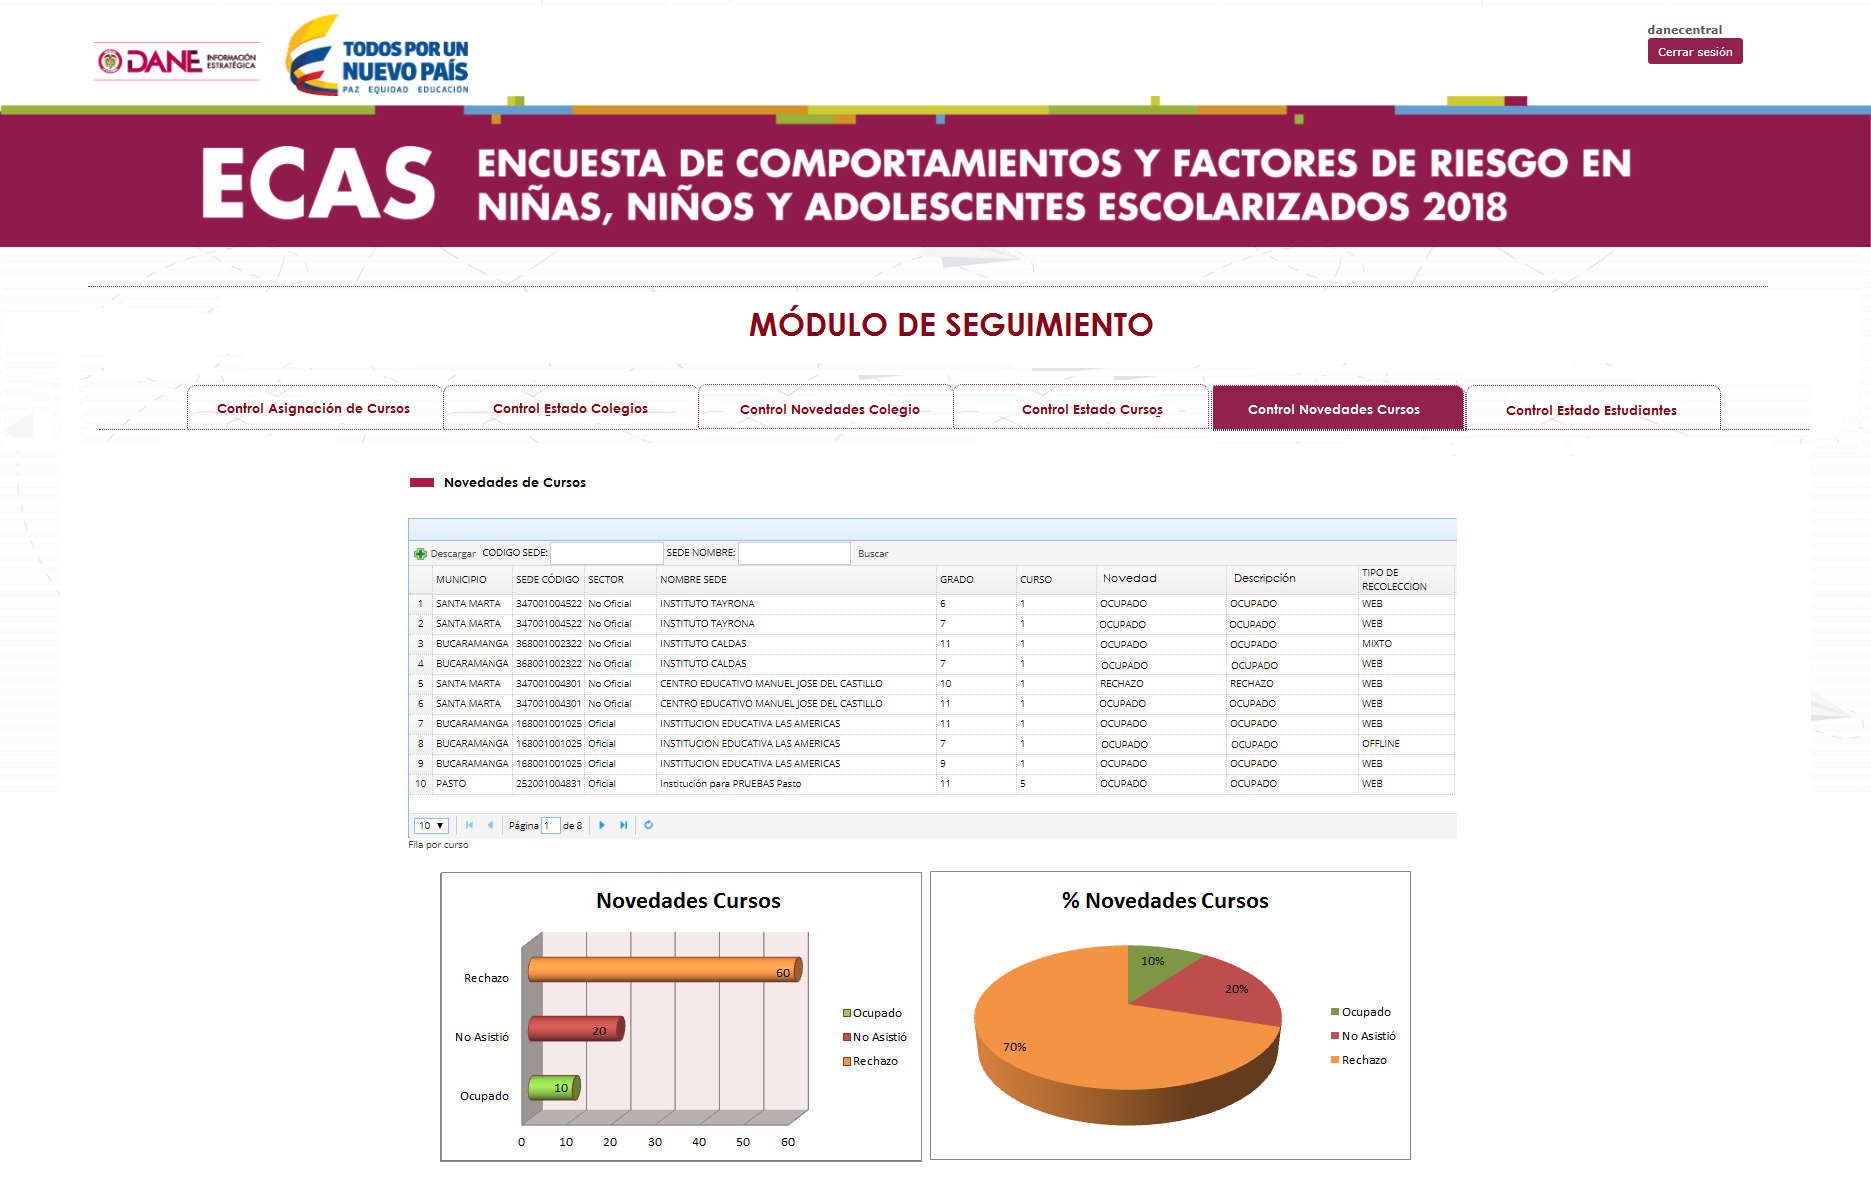 danecentral
Cerrar sesión
DANE INFORMACIÓN ESTRATÉGICA
TODOS POR UN
NUEVO PAÍS
PAZ EQUIDAD EDUCACIÓN
ECAS
ENCUESTA DE COMPORTAMIENTOS Y FACTORES DE RIESGO EN
NIÑAS, NIÑOS Y ADOLESCENTES ESCOLARIZADOS 2018
MÓDULO DE SEGUIMIENTO
Control Asignación de Cursos
Control Estado Colegios
Control Novedades Colegio
Control Estado Cursos
Control Novedades Cursos
Control Estado Estudiantes
Novedades de Cursos
Descargar CODIGO SEDE: SEDE NOMBRE: Buscar
MUNICIPIO SEDE CÓDIGO SECTOR NOMBRE SEDE GRADO CURSO Novedad Descripción TIPO DE RECOLECCION
1 SANTA MARTA 347001004522 No Oficial INSTITUTO TAYRONA 6 1 OCUPADO OCUPADO WEB
2 SANTA MARTA 347001004522 No Oficial INSTITUTO TAYRONA 7 1 OCUPADO OCUPADO WEB
3 BUCARAMANGA 368001002322 No Oficial INSTITUTO CALDAS 11 1 OCUPADO OCUPADO MIXTO
4 BUCARAMANGA 368001002322 No Oficial INSTITUTO CALDAS 7 1 OCUPADO OCUPADO WEB
5 SANTA MARTA 347001004301 No Oficial CENTRO EDUCATIVO MANUEL JOSE DEL CASTILLO 10 1 RECHAZO RECHAZO WEB
6 SANTA MARTA 347001004301 No Oficial CENTRO EDUCATIVO MANUEL JOSE DEL CASTILLO 11 1 OCUPADO OCUPADO WEB
7 BUCARAMANGA 168001001025 Oficial INSTITUCION EDUCATIVA LAS AMERICAS 11 1 OCUPADO OCUPADO WEB
8 BUCARAMANGA 168001001025 Oficial INSTITUCION EDUCATIVA LAS AMERICAS 7 1 OCUPADO OCUPADO OFFLINE
9 BUCARAMANGA 168001001025 Oficial INSTITUCION EDUCATIVA LAS AMERICAS 9 1 OCUPADO OCUPADO WEB
10 PASTO 252001004831 Oficial Institución para PRUEBAS Pasto 11 5 OCUPADO OCUPADO WEB
10 Página 1 de 8
Fila por curso
Novedades Cursos
Rechazo 60
No Asistió 20
Ocupado 10
0 10 20 30 40 50 60
Ocupado
No Asistió
Rechazo
% Novedades Cursos
10%
20%
70%
Ocupado
No Asistió
Rechazo